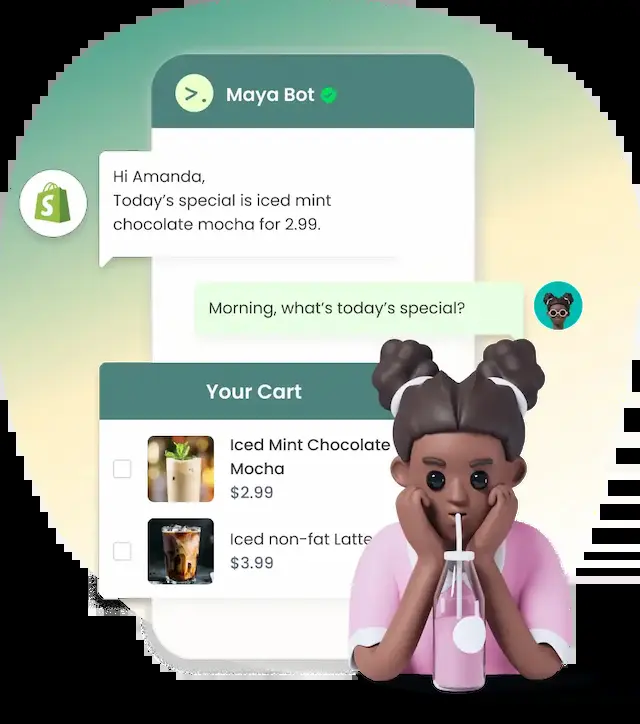 >.
Maya Bot
Hi Amanda,
Today’s special is iced mint
chocolate mocha for 2.99.
Morning, what’s today’s special?
Your Cart
Iced Mint Chocolate
Mocha
$2.99
Iced non-fat Latte
$3.99